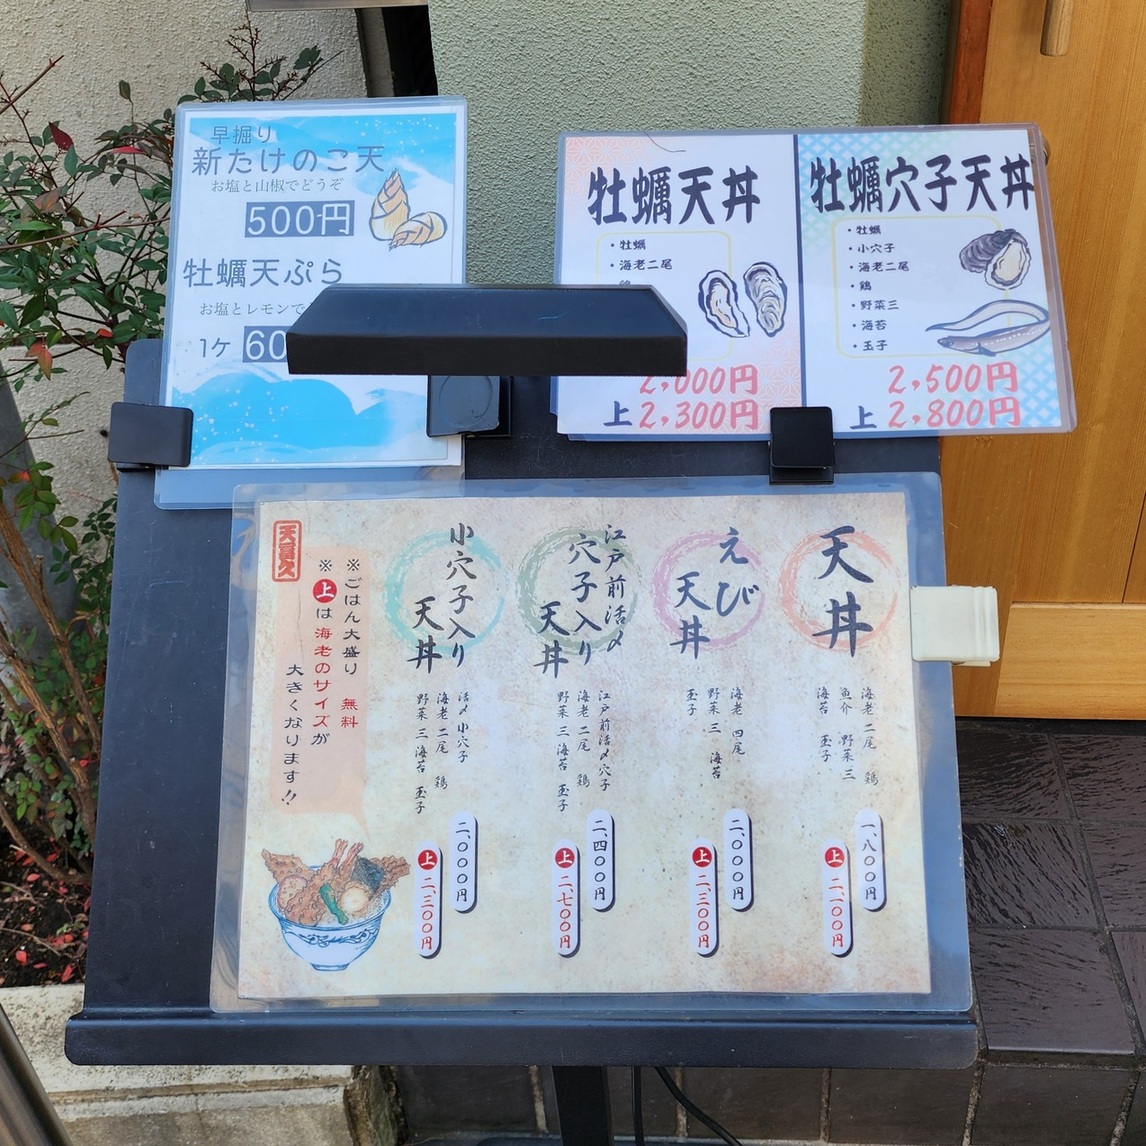 早掘り
新たけのこ天
お塩と山椒でどうぞ
500円
牡蠣天ぷら
お塩とレモンで
1ケ 60
牡蠣天丼
・牡蠣
・海老二尾
2,000円
上 2,300円
牡蠣穴子天丼
・牡蠣
・小穴子
・海老二尾
・鶏
・野菜三
・海苔
・玉子
2,500円
上 2,800円
天丼
海老 二尾 鶏
魚介 野菜 三
海苔 玉子
一、八〇〇円
上 二、一〇〇円
えび
天丼
海老 四尾
野菜 三 海苔
玉子
二、〇〇〇円
上 二、三〇〇円
江戸前活〆
穴子入り
天丼
江戸前活〆穴子
海老 二尾 鶏
野菜 三 海苔 玉子
二、四〇〇円
上 二、七〇〇円
小穴子入り
天丼
活〆 小穴子
海老 二尾 鶏
野菜 三 海苔 玉子
二、〇〇〇円
上 二、三〇〇円
※ごはん大盛り 無料
※上は海老のサイズが
大きくなります!!
天富久